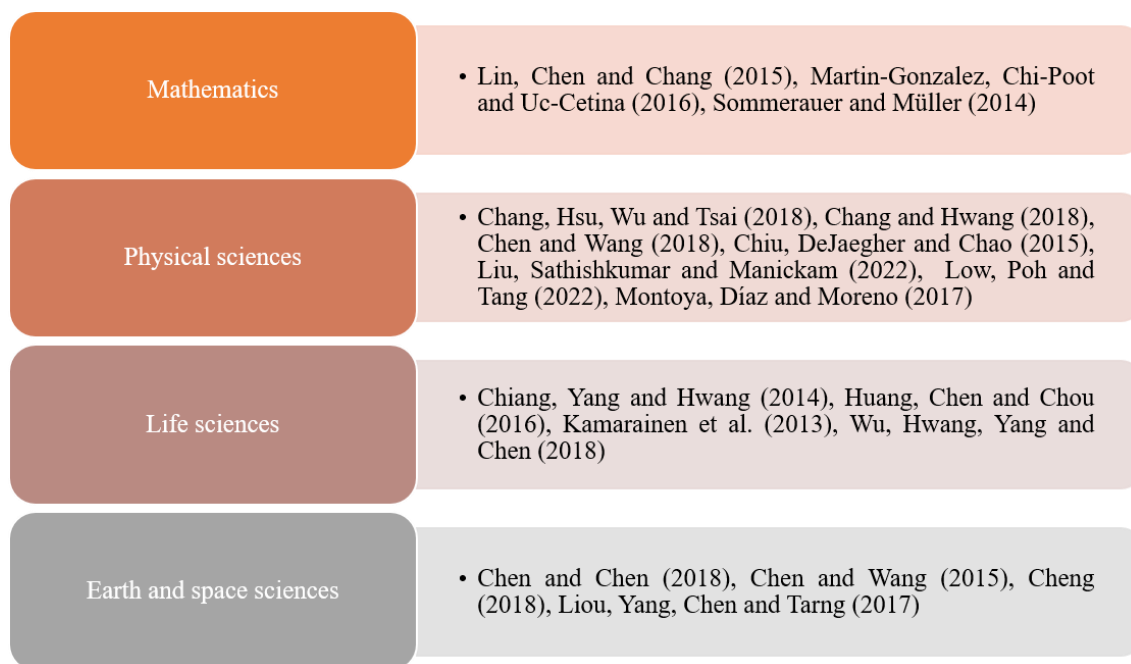 Mathematics
• Lin, Chen and Chang (2015), Martin-Gonzalez, Chi-Poot
and Uc-Cetina (2016), Sommerauer and Müller (2014)
Physical sciences
• Chang, Hsu, Wu and Tsai (2018), Chang and Hwang (2018),
Chen and Wang (2018), Chiu, DeJaegher and Chao (2015),
Liu, Sathishkumar and Manickam (2022), Low, Poh and
Tang (2022), Montoya, Díaz and Moreno (2017)
Life sciences
• Chiang, Yang and Hwang (2014), Huang, Chen and Chou
(2016), Kamarainen et al. (2013), Wu, Hwang, Yang and
Chen (2018)
Earth and space sciences
• Chen and Chen (2018), Chen and Wang (2015), Cheng
(2018), Liou, Yang, Chen and Tarng (2017)